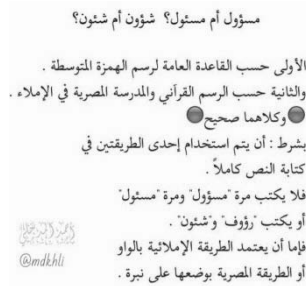 مسؤول أم مسئول؟ شؤون أم شئون؟
الأولى حسب القاعدة العامة لرسم الهمزة المتوسطة .
والثانية حسب الرسم القرآني والمدرسة المصرية في الإملاء .
وكلاهما صحيح
بشرط : أن يتم استخدام إحدى الطريقتين في
كتابة النص كاملاً .
فلا يكتب مرة "مسؤول" ومرة "مسئول"
أو يكتب "رؤوف" و"شئون" .
فإما أن يعتمد الطريقة الإملائية بالواو
أو الطريقة المصرية بوضعها على نبرة .
@mdkhli